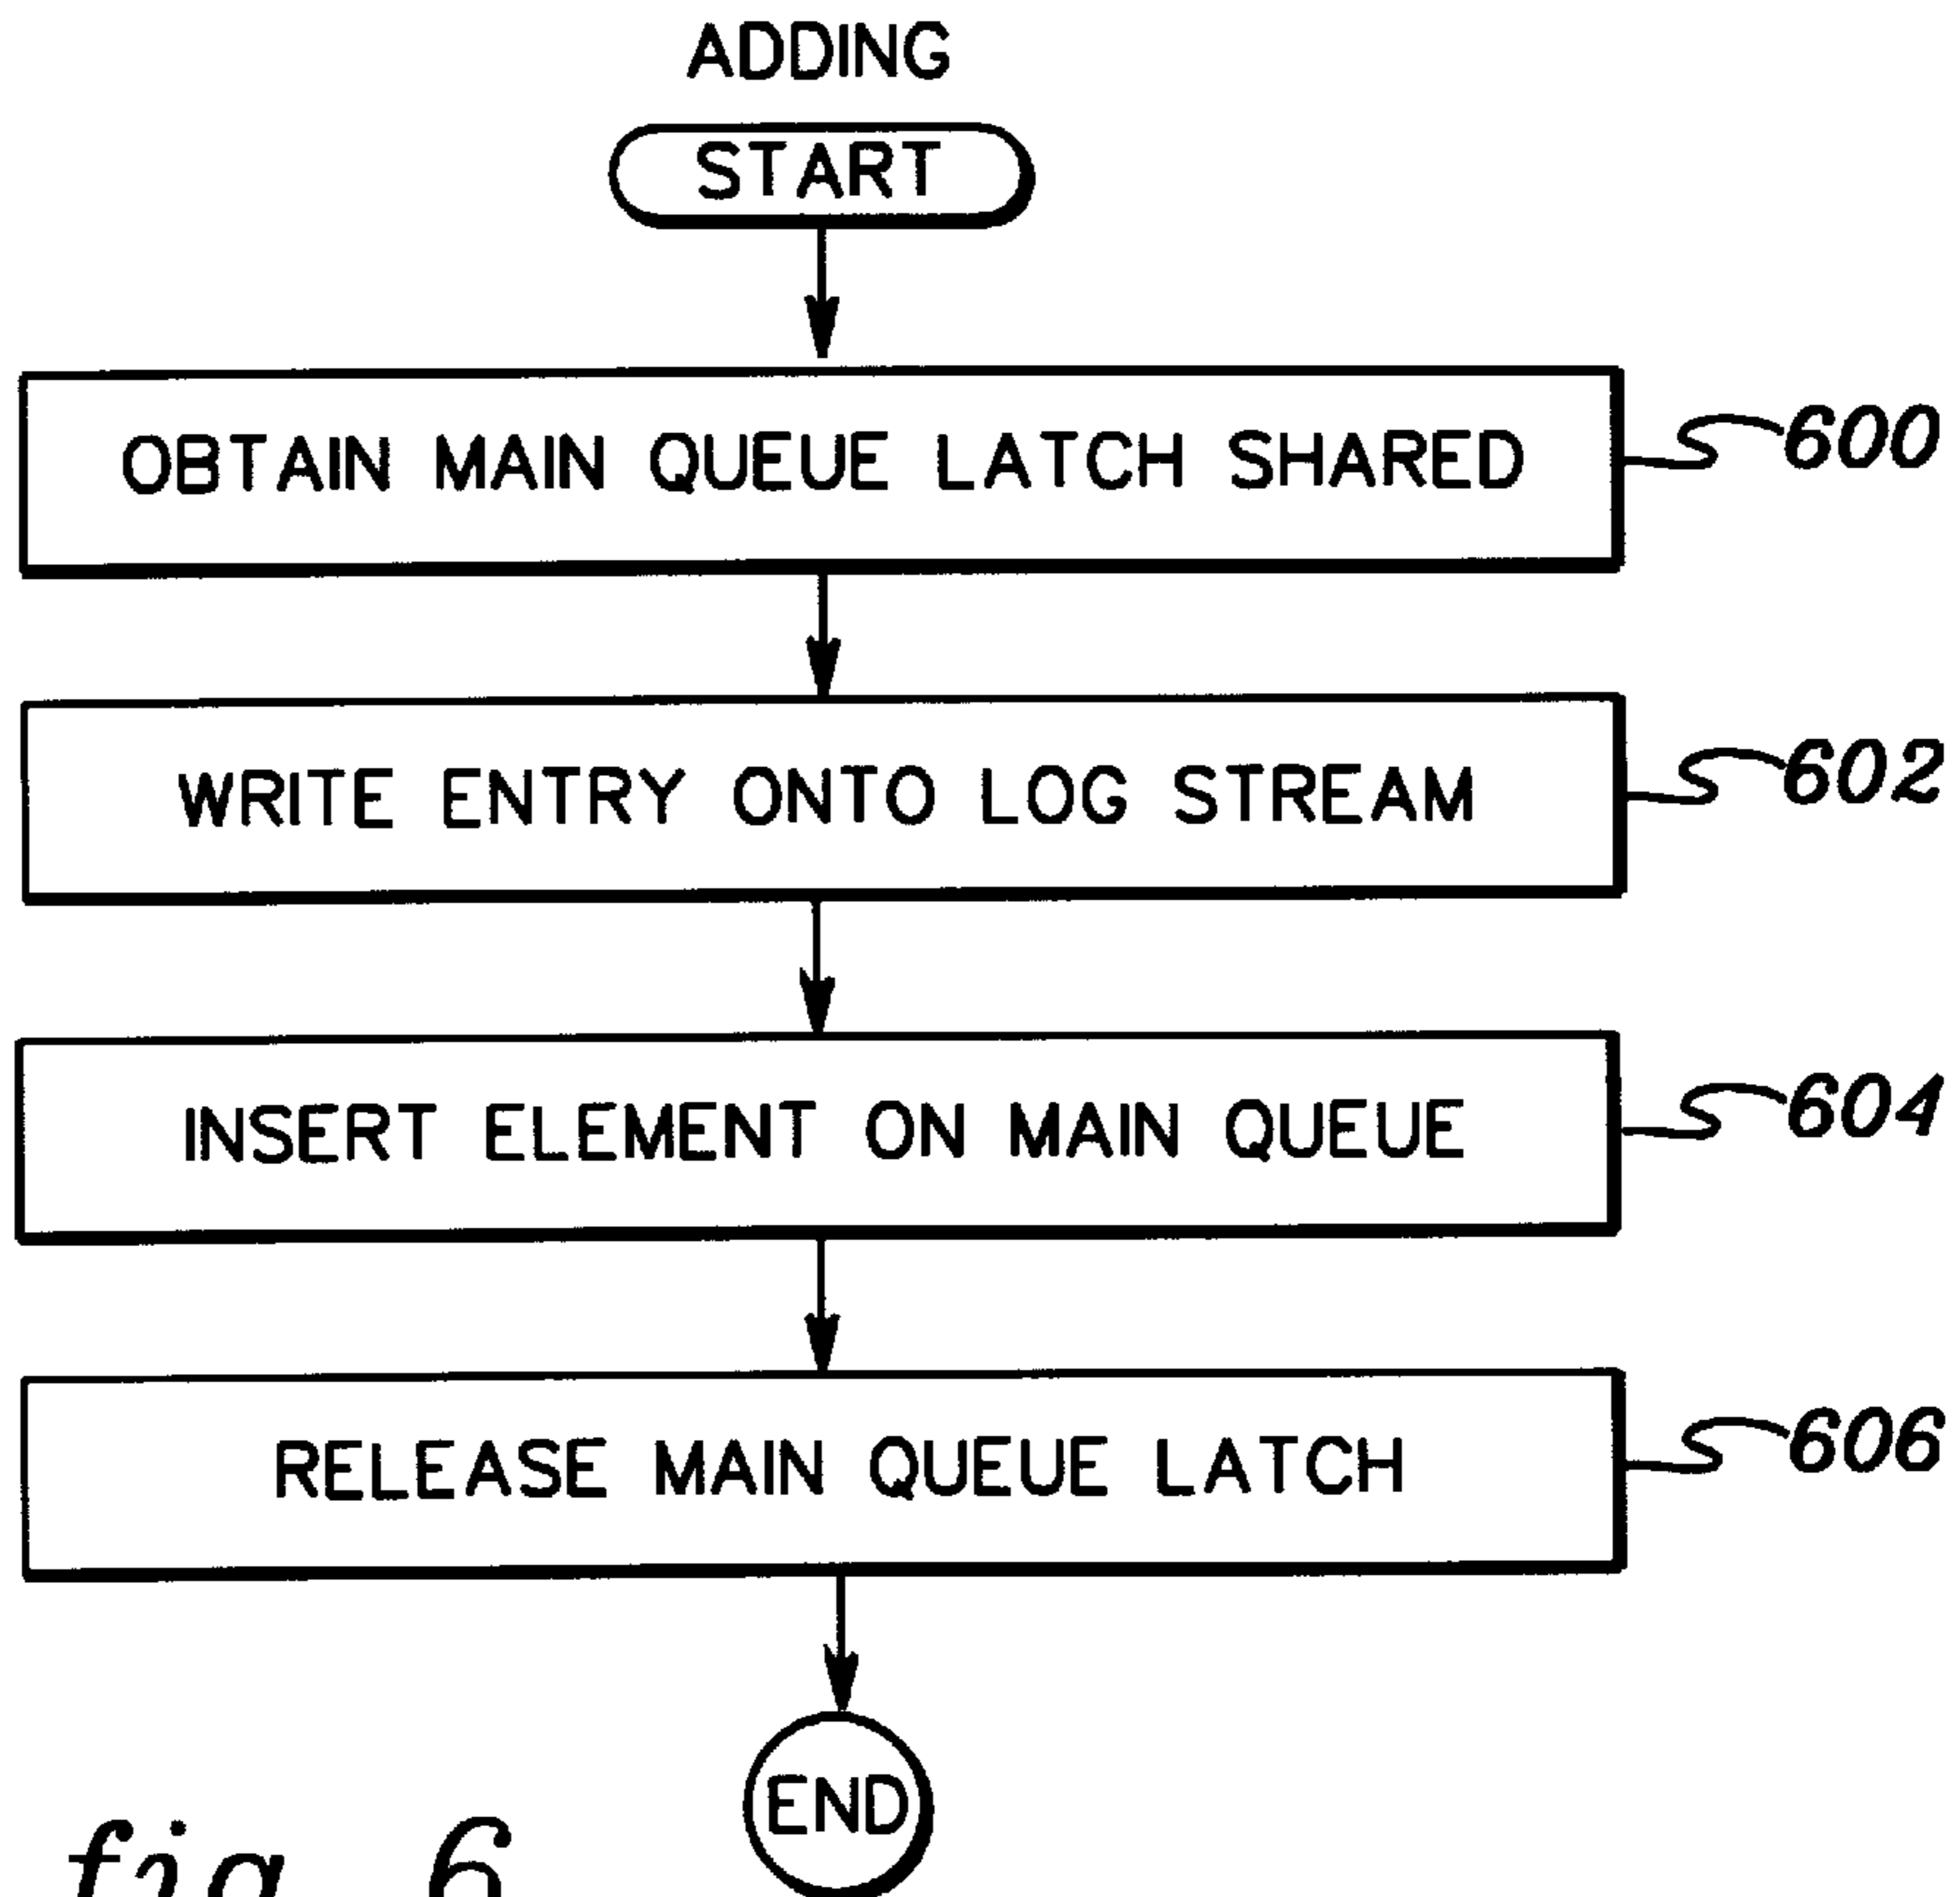 ADDING
START
OBTAIN MAIN QUEUE LATCH SHARED
600
WRITE ENTRY ONTO LOG STREAM
602
INSERT ELEMENT ON MAIN QUEUE
604
RELEASE MAIN QUEUE LATCH
606
END
fig. 6